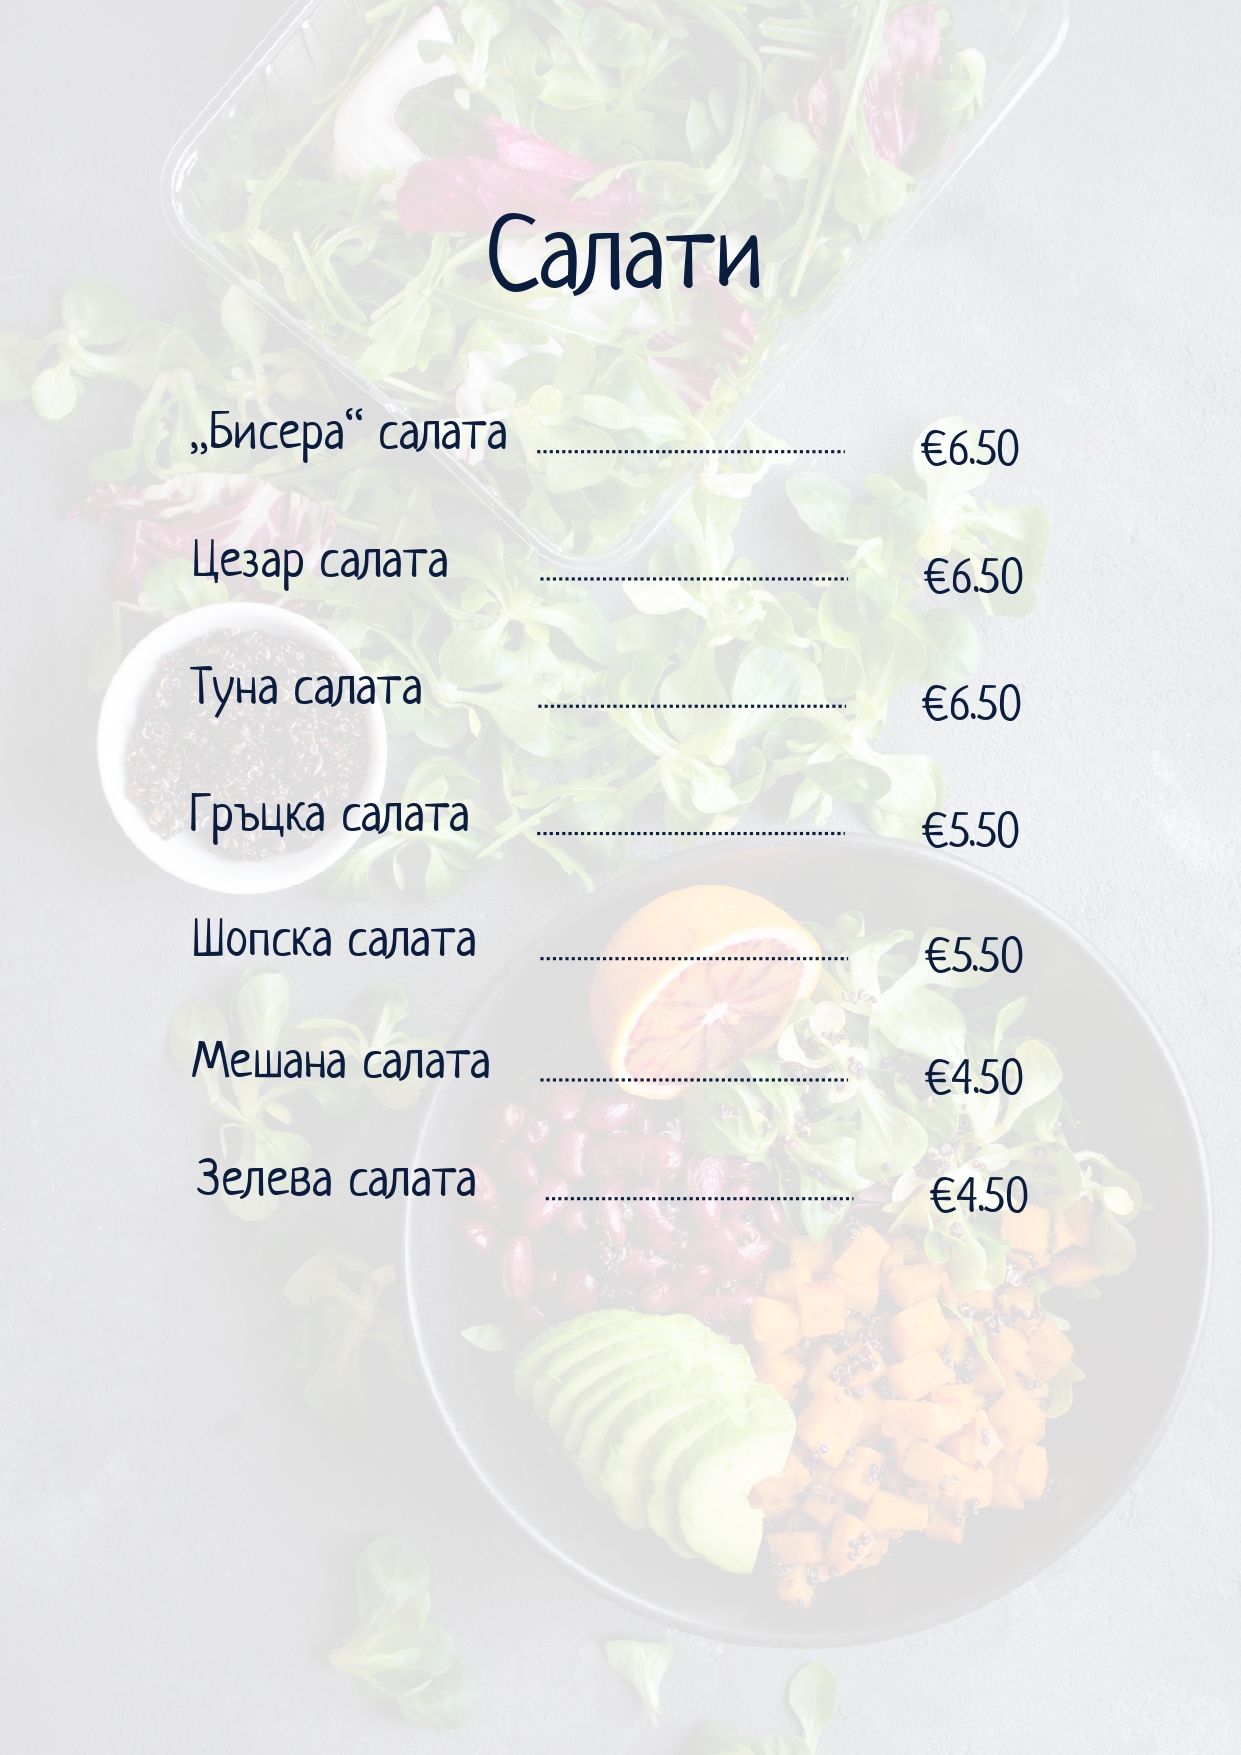 Салати
„Бисера“ салата ........ €6.50
Цезар салата ........ €6.50
Туна салата ........ €6.50
Гръцка салата ........ €5.50
Шопска салата ........ €5.50
Мешана салата ........ €4.50
Зелева салата ........ €4.50